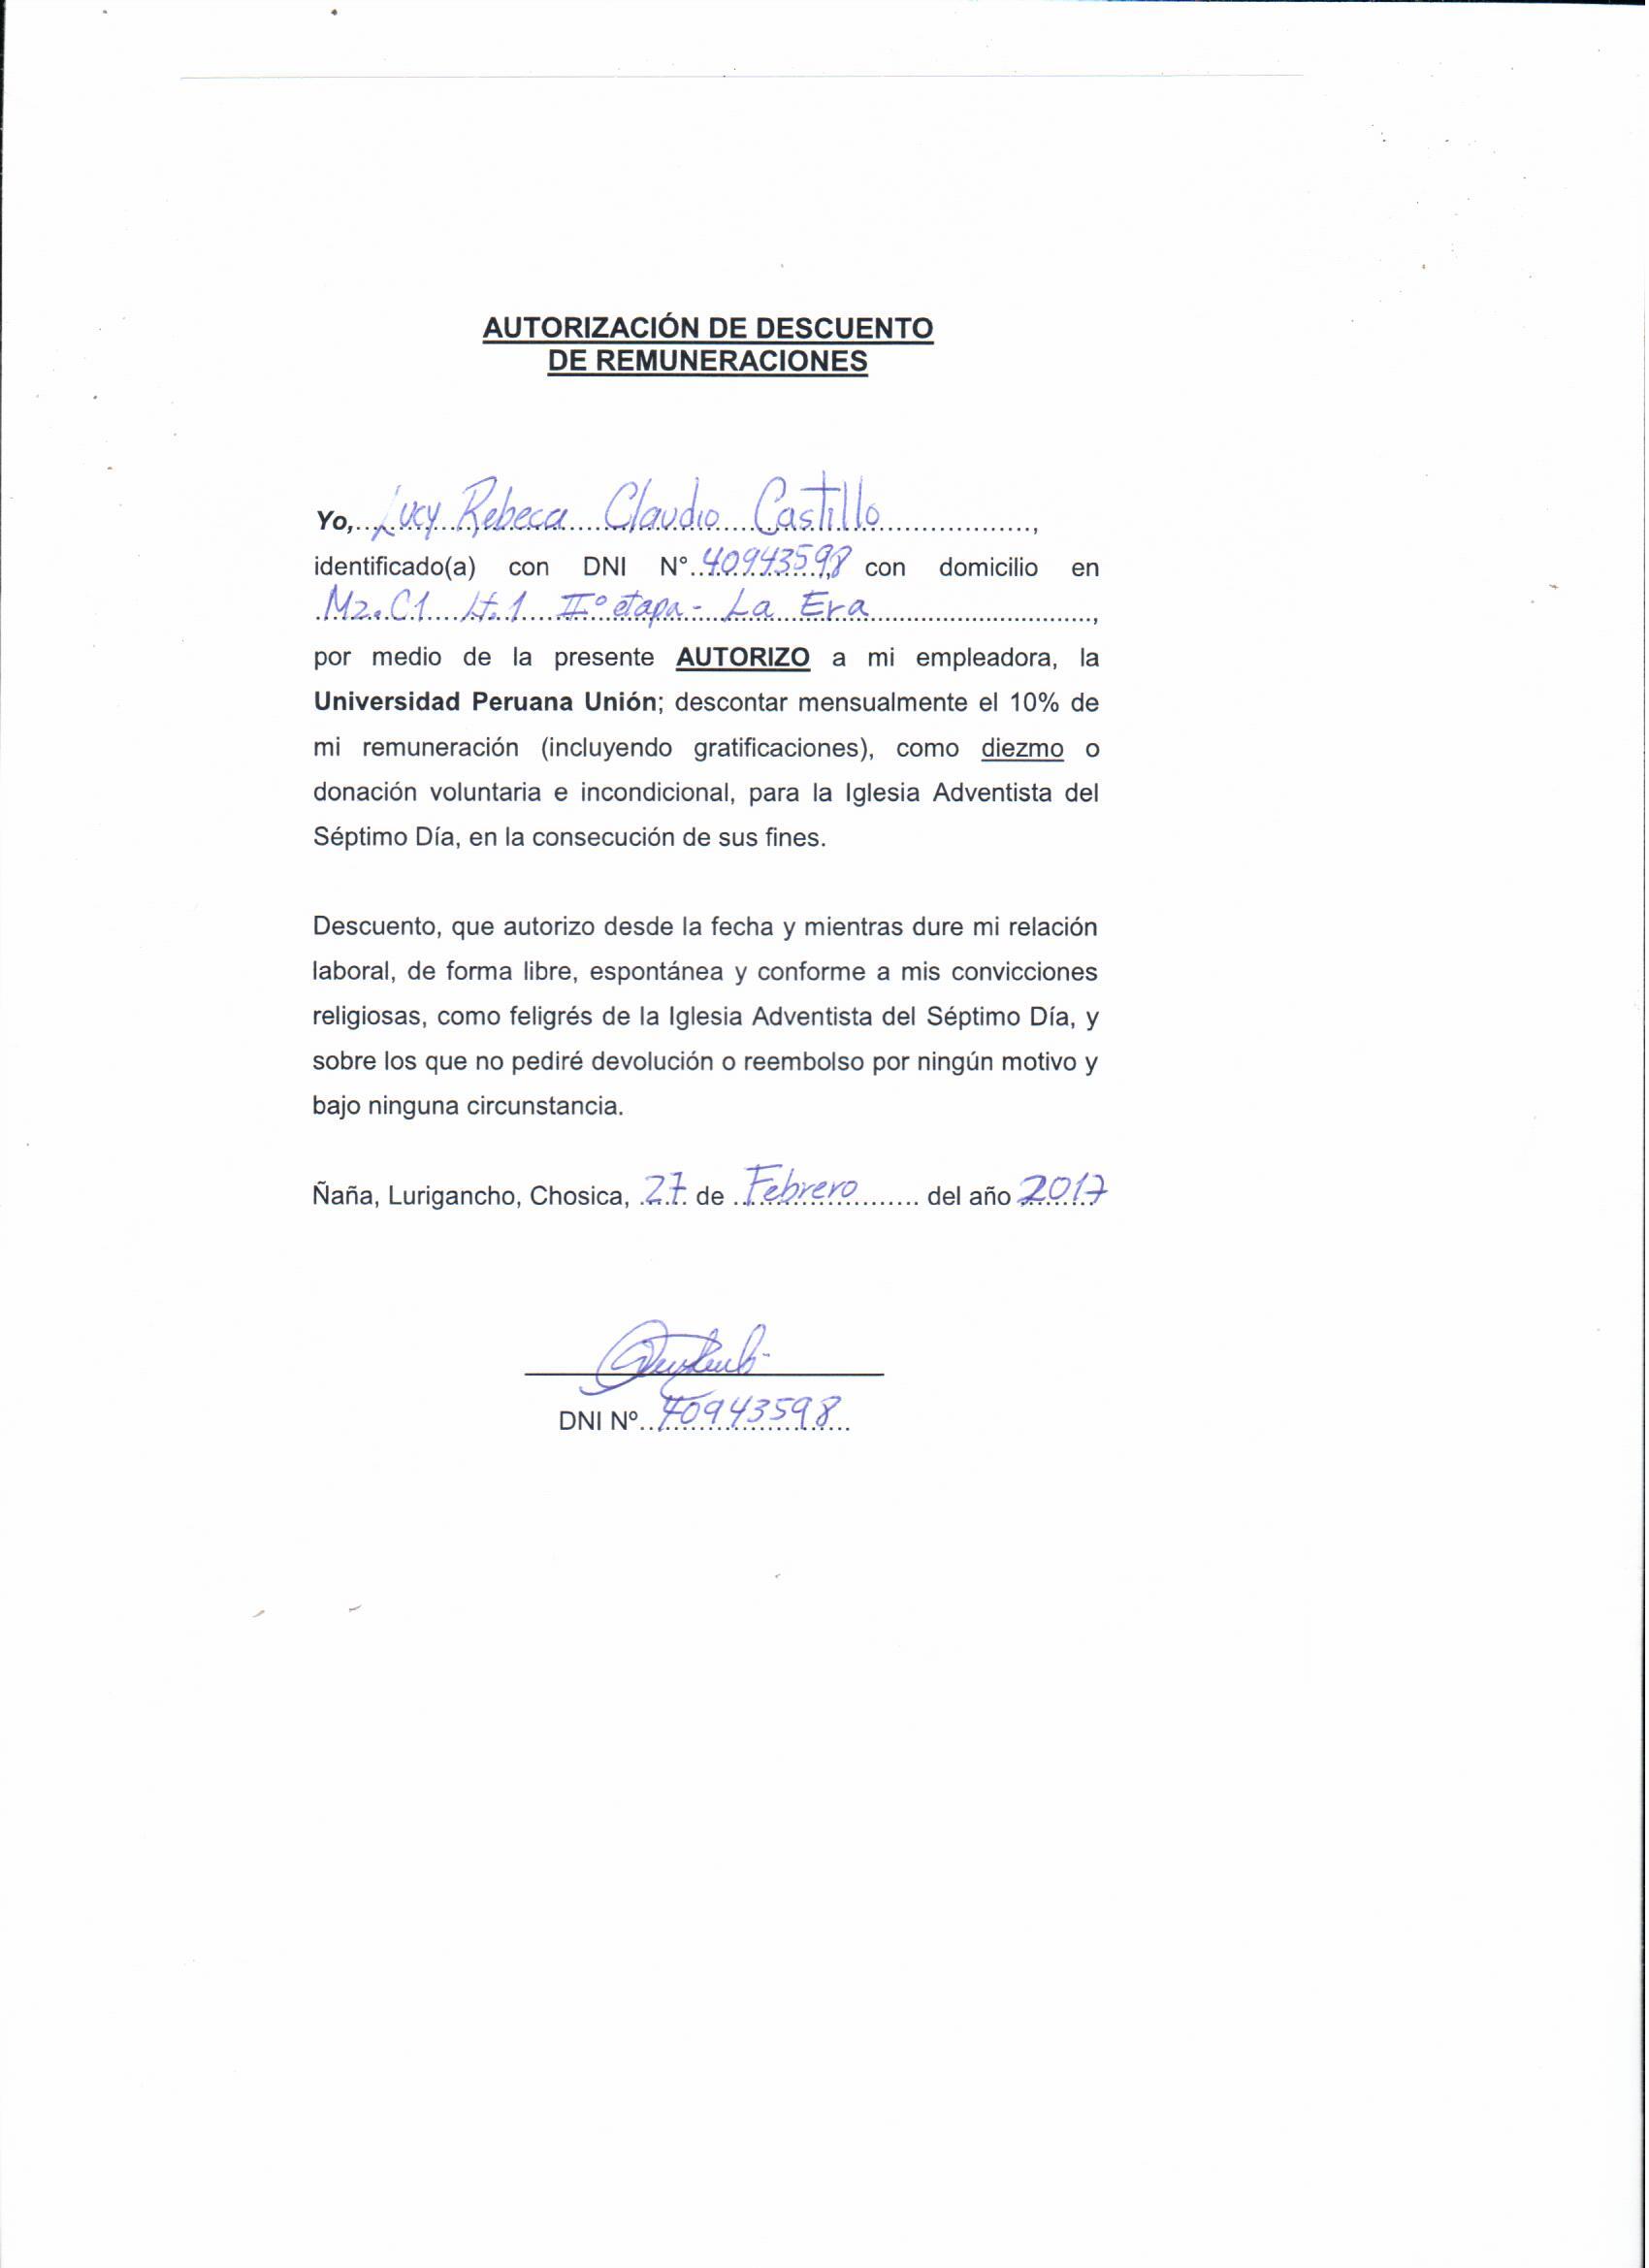 AUTORIZACIÓN DE DESCUENTO
DE REMUNERACIONES
Yo, Lucy Rebeca Claudio Castillo,
identificado(a) con DNI N° 40943598 con domicilio en
Mz. C1 Lt. 1 II° etapa - La Era,
por medio de la presente AUTORIZO a mi empleadora, la
Universidad Peruana Unión; descontar mensualmente el 10% de
mi remuneración (incluyendo gratificaciones), como diezmo o
donación voluntaria e incondicional, para la Iglesia Adventista del
Séptimo Día, en la consecución de sus fines.
Descuento, que autorizo desde la fecha y mientras dure mi relación
laboral, de forma libre, espontánea y conforme a mis convicciones
religiosas, como feligrés de la Iglesia Adventista del Séptimo Día, y
sobre los que no pediré devolución o reembolso por ningún motivo y
bajo ninguna circunstancia.
Ñaña, Lurigancho, Chosica, 27 de Febrero del año 2017
DNI Nº 40943598